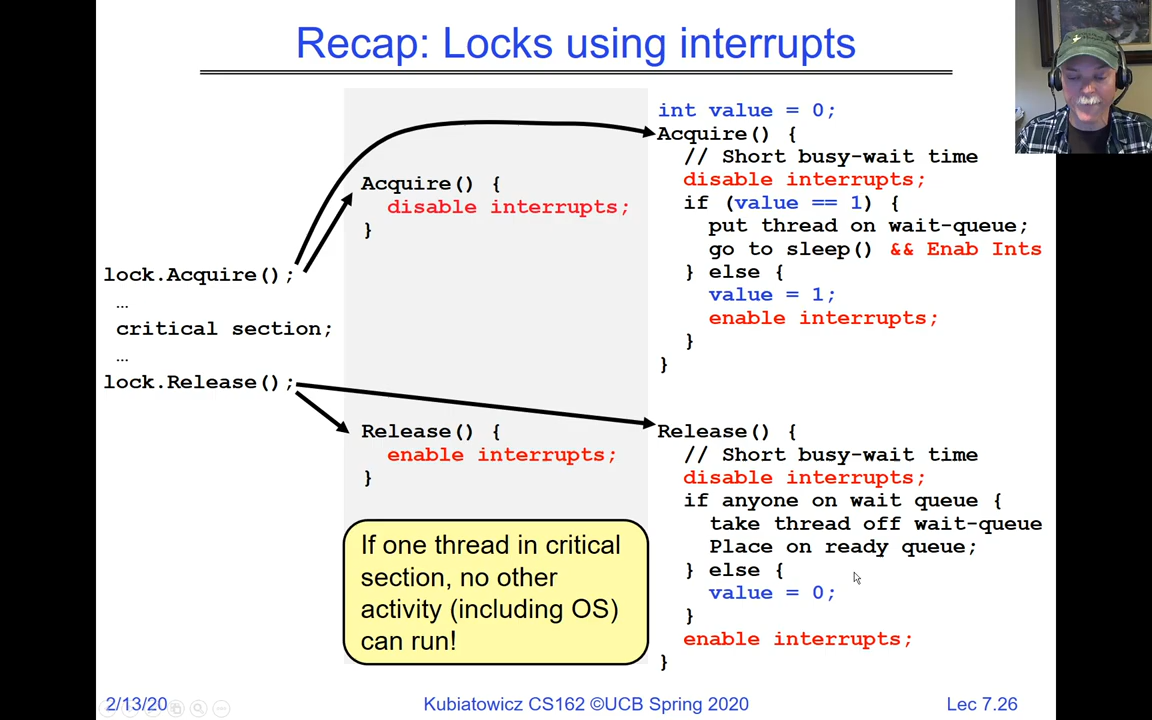 Recap: Locks using interrupts
lock.Acquire();
…
critical section;
…
lock.Release();
Acquire() {
disable interrupts;
}
Release() {
enable interrupts;
}
If one thread in critical
section, no other
activity (including OS)
can run!
int value = 0;
Acquire() {
// Short busy-wait time
disable interrupts;
if (value == 1) {
put thread on wait-queue;
go to sleep() && Enab Ints
} else {
value = 1;
enable interrupts;
}
}
Release() {
// Short busy-wait time
disable interrupts;
if anyone on wait queue {
take thread off wait-queue
Place on ready queue;
} else {
value = 0;
}
enable interrupts;
}
2/13/20
Kubiatowicz CS162 ©UCB Spring 2020
Lec 7.26